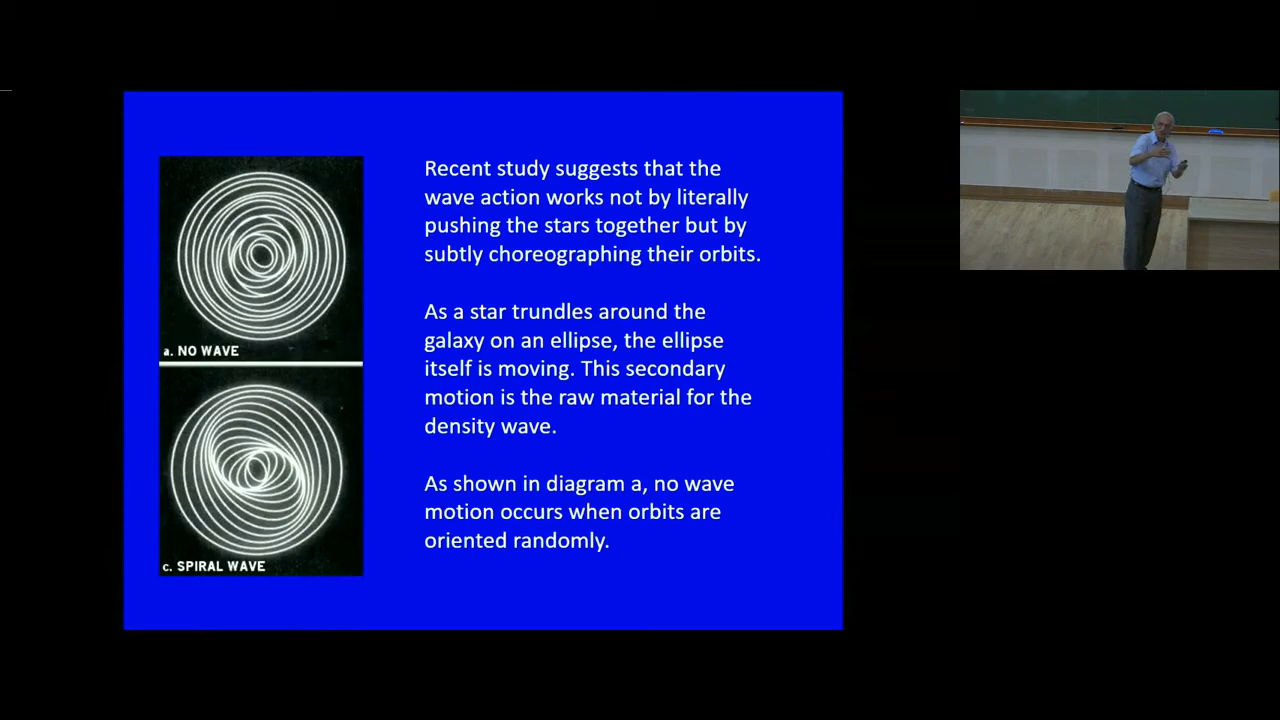 Recent study suggests that the
wave action works not by literally
pushing the stars together but by
subtly choreographing their orbits.
As a star trundles around the
galaxy on an ellipse, the ellipse
itself is moving. This secondary
motion is the raw material for the
density wave.
As shown in diagram a, no wave
motion occurs when orbits are
oriented randomly.
a. NO WAVE
c. SPIRAL WAVE